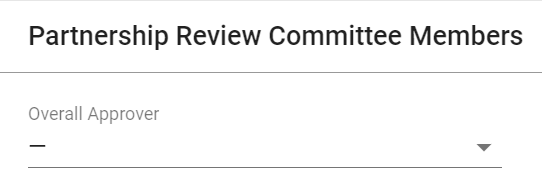 Partnership Review Committee Members
Overall Approver
—